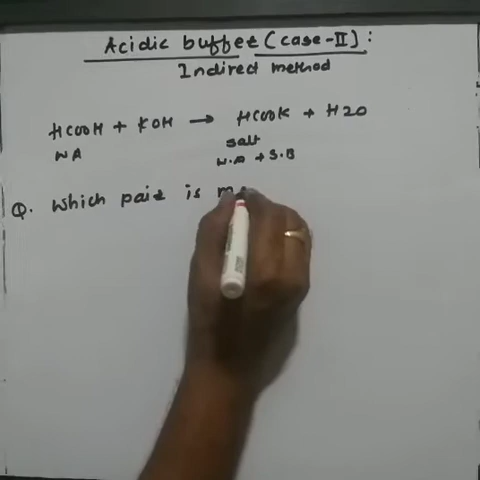 Acidic buffer (case-II):
Indirect method
HCOOH + KOH → HCOOK + H2O
WA
salt
W.A + S.B
Q. Which pair is